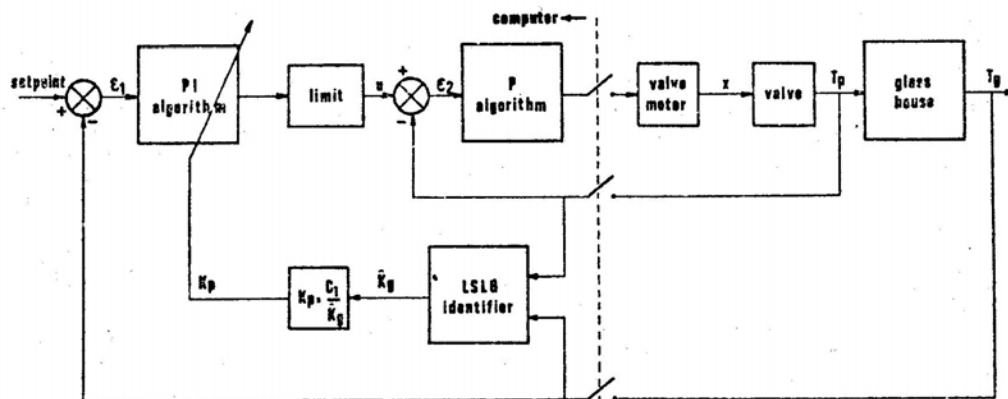 computer
setpoint
+
−
ε1
PI
algorithm
limit
u
+
−
ε2
P
algorithm
valve
motor
x
valve
Tp
glass
house
Tg
Kp
Kp = C1 / K̂g
K̂g
LSLB
identifier